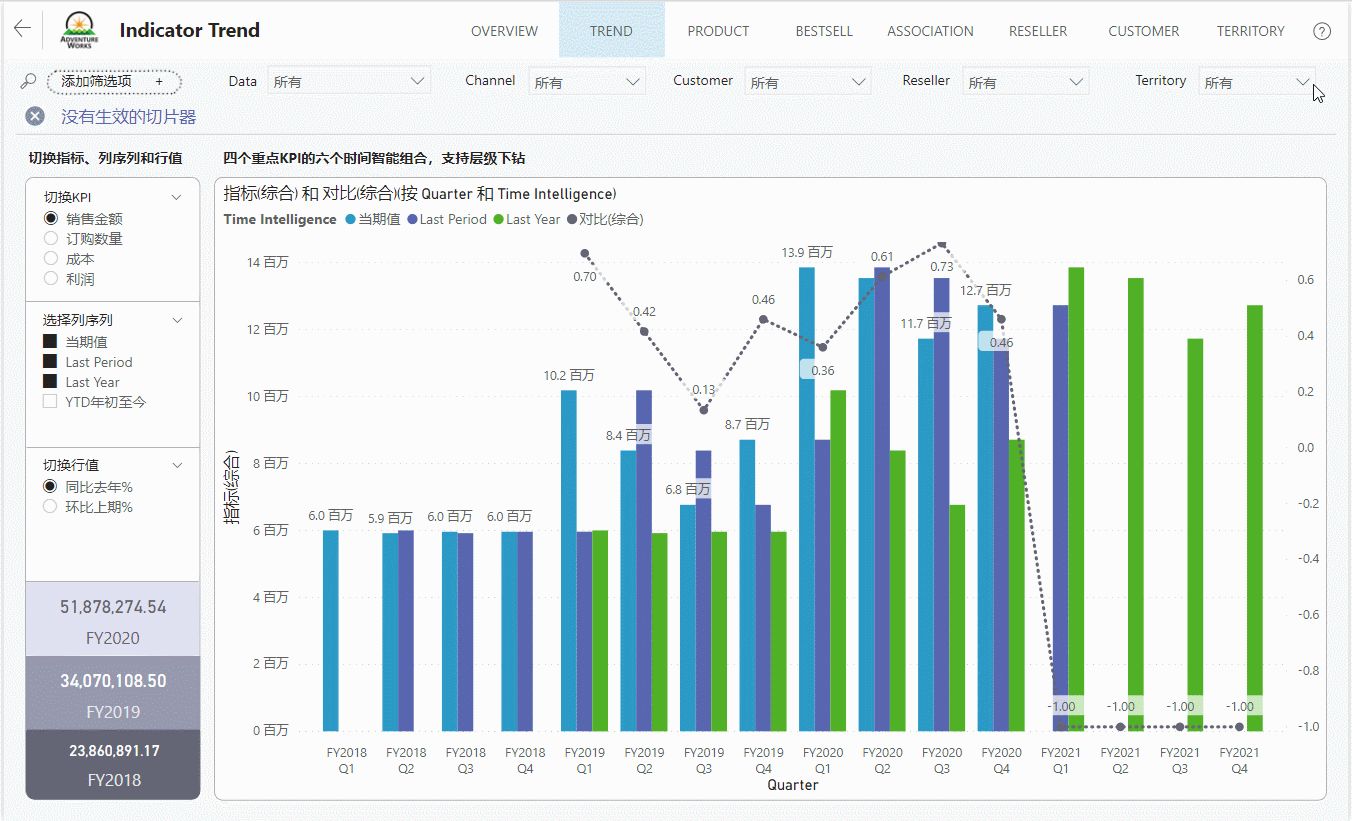 ADVENTURE WORKS
Indicator Trend
OVERVIEW TREND PRODUCT BESTSELL ASSOCIATION RESELLER CUSTOMER TERRITORY ?
添加筛选项 +
Data 所有 Channel 所有 Customer 所有 Reseller 所有 Territory 所有
没有生效的切片器
切换指标、列序列和行值
切换KPI
销售金额
订购数量
成本
利润
选择列序列
当期值
Last Period
Last Year
YTD年初至今
切换行值
同比去年%
环比上期%
51,878,274.54
FY2020
34,070,108.50
FY2019
23,860,891.17
FY2018
四个重点KPI的六个时间智能组合，支持层级下钻
指标(综合) 和 对比(综合)(按 Quarter 和 Time Intelligence)
Time Intelligence 当期值 Last Period Last Year 对比(综合)
指标(综合)
14 百万
12 百万
10 百万
8 百万
6 百万
4 百万
2 百万
0 百万
6.0 百万
5.9 百万
6.0 百万
6.0 百万
10.2 百万
8.4 百万
6.8 百万
8.7 百万
13.9 百万
11.7 百万
12.7 百万
0.70
0.42
0.13
0.46
0.36
0.61
0.73
0.46
-1.00
-1.00
-1.00
-1.00
0.6
0.4
0.2
0.0
-0.2
-0.4
-0.6
-0.8
-1.0
FY2018 FY2018 FY2018 FY2018 FY2019 FY2019 FY2019 FY2019 FY2020 FY2020 FY2020 FY2020 FY2021 FY2021 FY2021 FY2021
Q1 Q2 Q3 Q4 Q1 Q2 Q3 Q4 Q1 Q2 Q3 Q4 Q1 Q2 Q3 Q4
Quarter